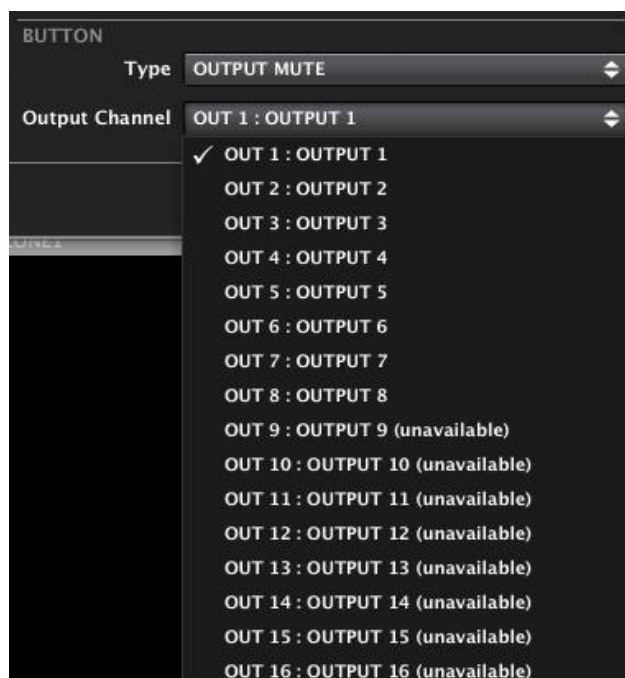 BUTTON
Type OUTPUT MUTE
Output Channel OUT 1 : OUTPUT 1
✓ OUT 1 : OUTPUT 1
OUT 2 : OUTPUT 2
OUT 3 : OUTPUT 3
OUT 4 : OUTPUT 4
OUT 5 : OUTPUT 5
OUT 6 : OUTPUT 6
OUT 7 : OUTPUT 7
OUT 8 : OUTPUT 8
OUT 9 : OUTPUT 9 (unavailable)
OUT 10 : OUTPUT 10 (unavailable)
OUT 11 : OUTPUT 11 (unavailable)
OUT 12 : OUTPUT 12 (unavailable)
OUT 13 : OUTPUT 13 (unavailable)
OUT 14 : OUTPUT 14 (unavailable)
OUT 15 : OUTPUT 15 (unavailable)
OUT 16 : OUTPUT 16 (unavailable)